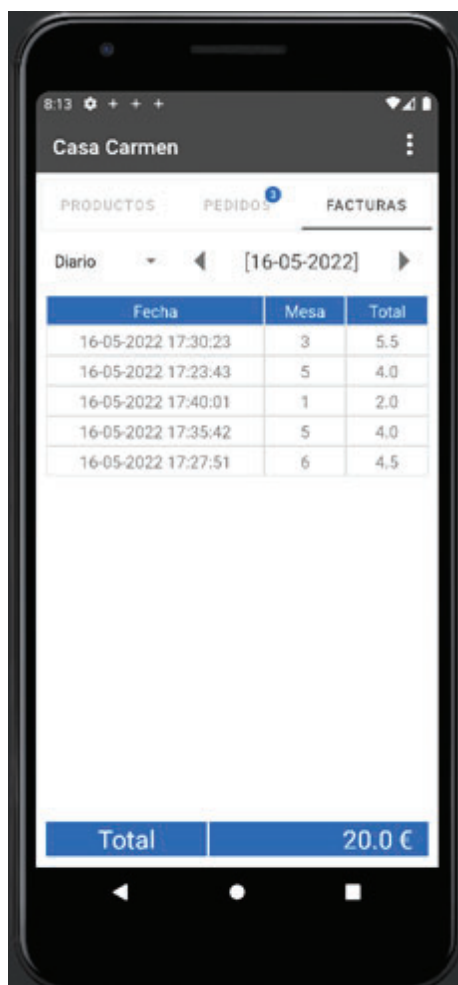 8:13
Casa Carmen
PRODUCTOS PEDIDOS 3 FACTURAS
Diario [16-05-2022]
Fecha Mesa Total
16-05-2022 17:30:23 3 5.5
16-05-2022 17:23:43 5 4.0
16-05-2022 17:40:01 1 2.0
16-05-2022 17:35:42 5 4.0
16-05-2022 17:27:51 6 4.5
Total 20.0 €